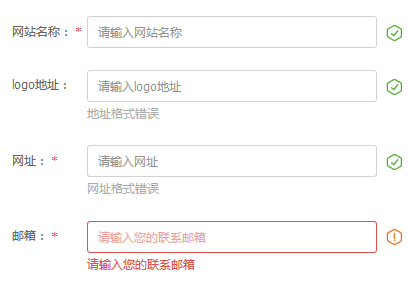 网站名称： * 请输入网站名称
logo地址： 请输入logo地址
地址格式错误
网址： * 请输入网址
网址格式错误
邮箱： * 请输入您的联系邮箱
请输入您的联系邮箱